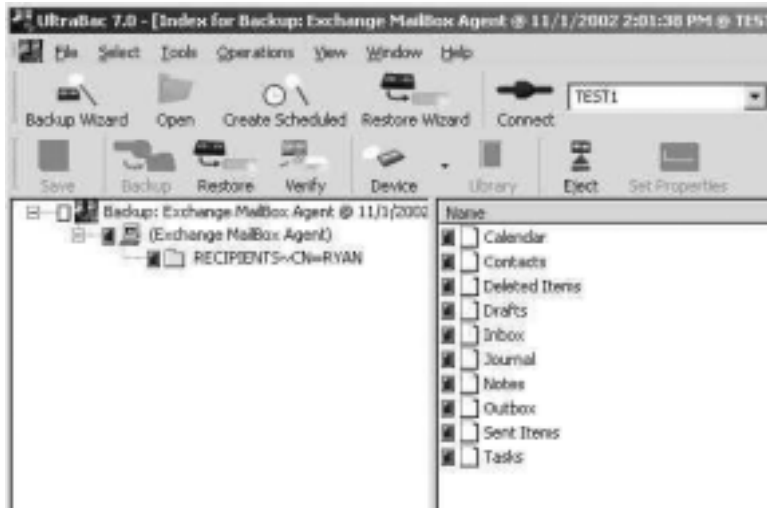 UltraBac 7.0 - [Index for Backup: Exchange MailBox Agent @ 11/1/2002 2:01:38 PM @ TEST
File Select Tools Operations View Window Help
Backup Wizard Open Create Scheduled Restore Wizard Connect TEST1
Save Backup Restore Verify Device Library Eject Set Properties
Backup: Exchange MailBox Agent @ 11/1/2002
(Exchange MailBox Agent)
RECIPIENTS~CN=RYAN
Name
Calendar
Contacts
Deleted Items
Drafts
Inbox
Journal
Notes
Outbox
Sent Items
Tasks